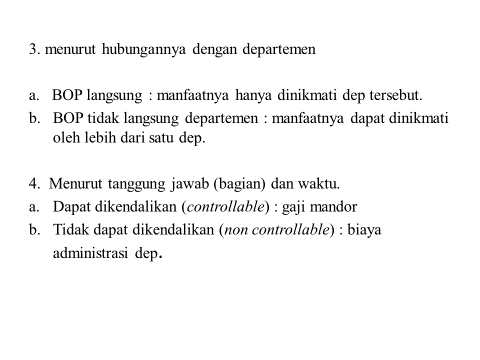 3. menurut hubungannya dengan departemen
a. BOP langsung : manfaatnya hanya dinikmati dep tersebut.
b. BOP tidak langsung departemen : manfaatnya dapat dinikmati
oleh lebih dari satu dep.
4. Menurut tanggung jawab (bagian) dan waktu.
a. Dapat dikendalikan (controllable) : gaji mandor
b. Tidak dapat dikendalikan (non controllable) : biaya
administrasi dep.